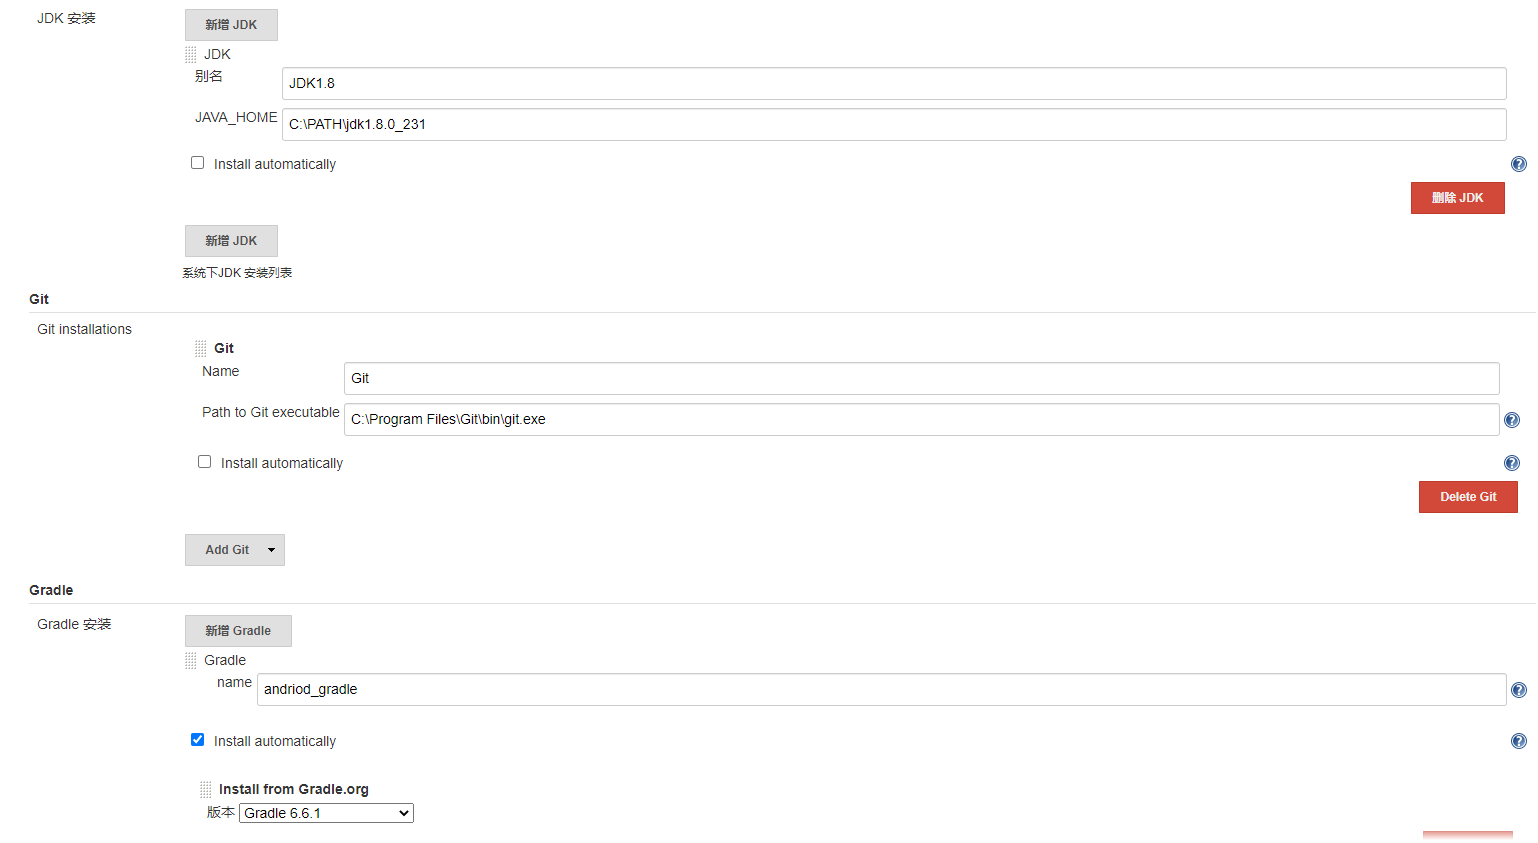 JDK 安装
新增 JDK
JDK
别名
JDK1.8
JAVA_HOME
C:\PATH\jdk1.8.0_231
Install automatically
删除 JDK
新增 JDK
系统下JDK 安装列表
Git
Git installations
Git
Name
Git
Path to Git executable
C:\Program Files\Git\bin\git.exe
Install automatically
Delete Git
Add Git
Gradle
Gradle 安装
新增 Gradle
Gradle
name
andriod_gradle
Install automatically
Install from Gradle.org
版本 Gradle 6.6.1